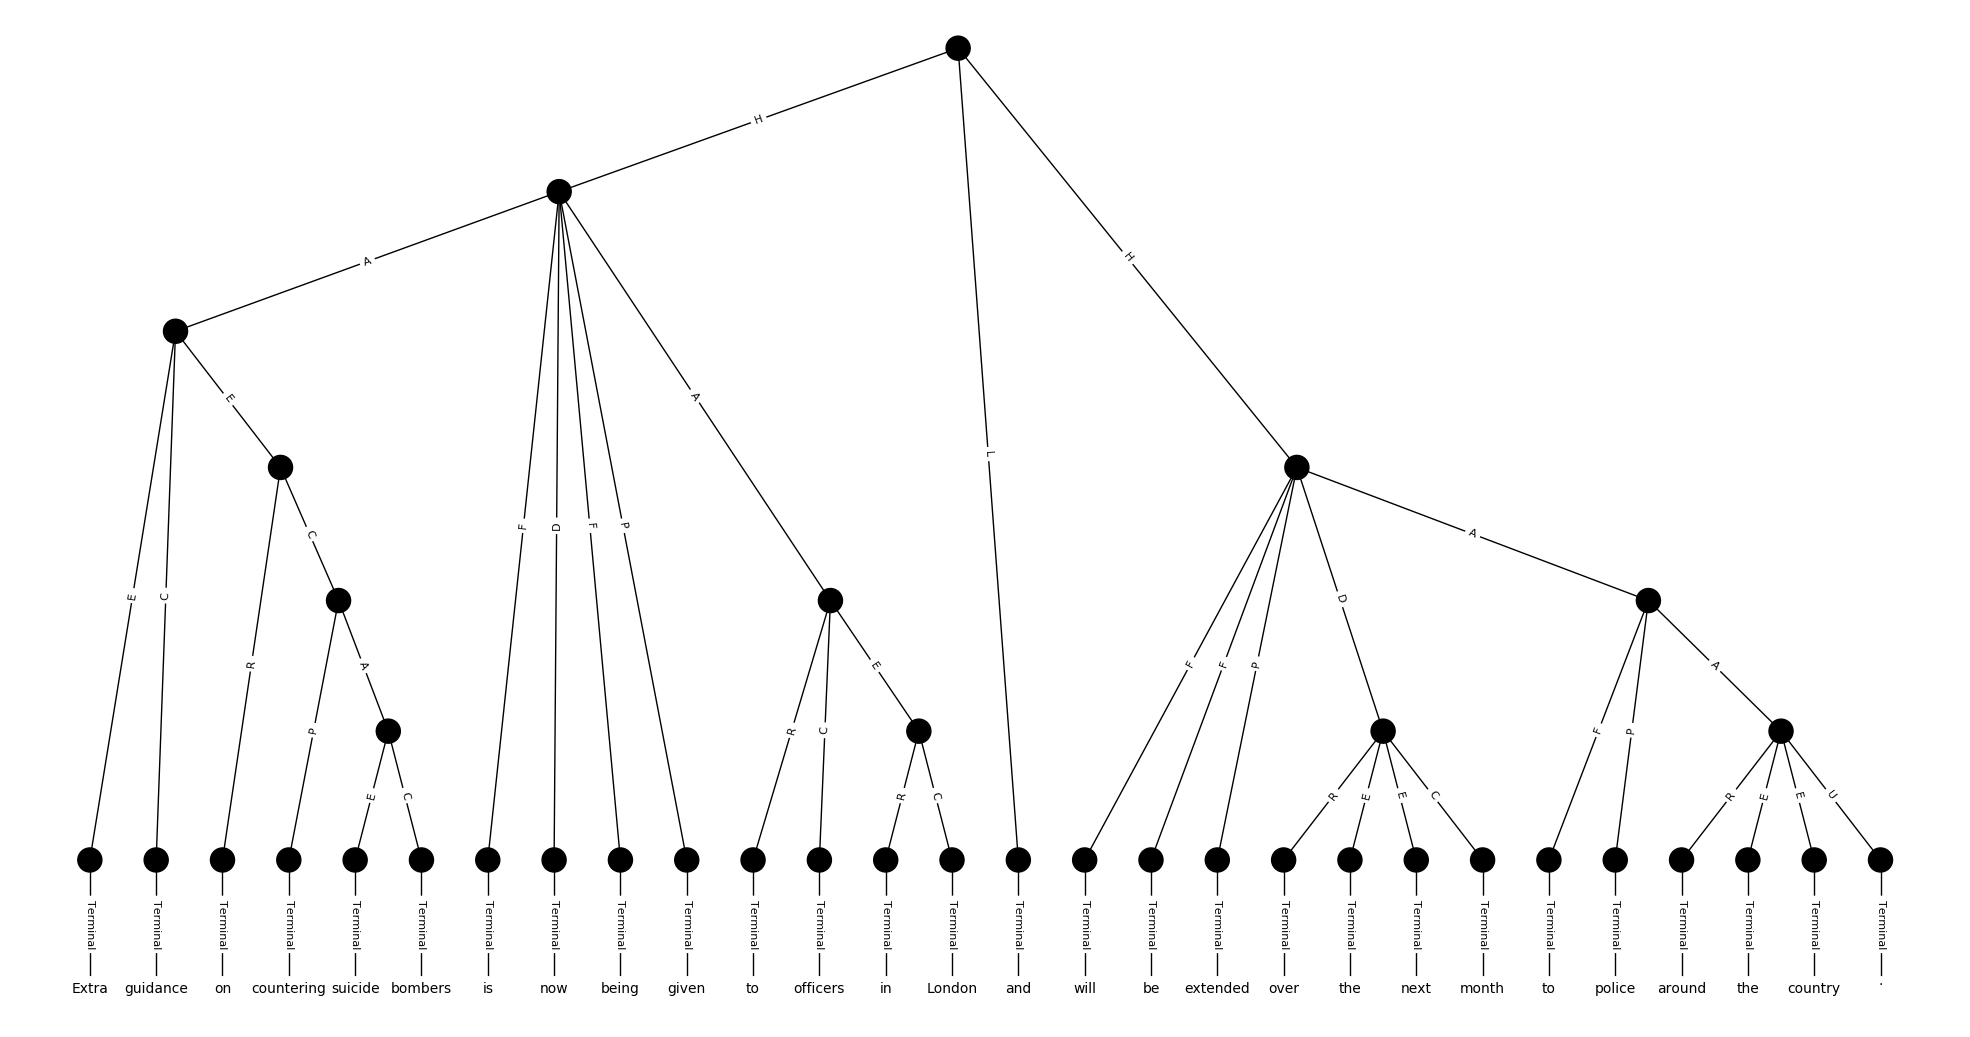 H
H
A
A
E
L
F
D
F
P
C
A
D
E
C
R
A
E
F
F
P
A
P
R
C
F
P
E
C
R
C
R
E
E
C
R
E
E
U
Terminal Terminal Terminal Terminal Terminal Terminal Terminal Terminal Terminal Terminal Terminal Terminal Terminal Terminal Terminal Terminal Terminal Terminal Terminal Terminal Terminal Terminal Terminal Terminal Terminal Terminal Terminal Terminal
Extra guidance on countering suicide bombers is now being given to officers in London and will be extended over the next month to police around the country .